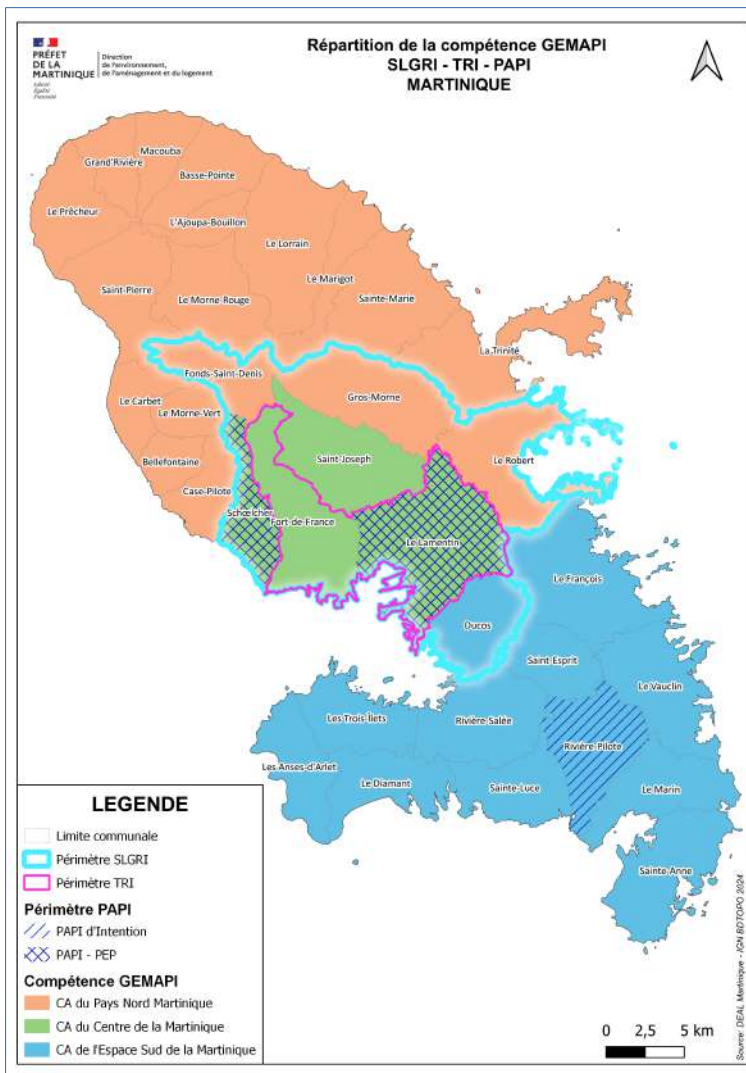 PRÉFET
DE LA
MARTINIQUE
Liberté
Égalité
Fraternité
Direction
de l'environnement,
de l'aménagement et du logement
Répartition de la compétence GEMAPI
SLGRI - TRI - PAPI
MARTINIQUE
Macouba
Grand'Rivière
Basse-Pointe
Le Prêcheur
L'Ajoupa-Bouillon
Le Lorrain
Le Marigot
Saint-Pierre
Le Morne-Rouge
Sainte-Marie
La Trinité
Fonds-Saint-Denis
Le Carbet
Gros-Morne
Le Morne-Vert
Saint-Joseph
Le Robert
Bellefontaine
Case-Pilote
Schœlcher
Fort-de-France
Le Lamentin
Le François
Ducos
Saint-Esprit
Le Vauclin
Les Trois-Îlets
Rivière-Salée
Rivière-Pilote
Les Anses-d'Arlet
Le Diamant
Sainte-Luce
Le Marin
Sainte-Anne
LEGENDE
Limite communale
Périmètre SLGRI
Périmètre TRI
Périmètre PAPI
PAPI d'Intention
PAPI - PEP
Compétence GEMAPI
CA du Pays Nord Martinique
CA du Centre de la Martinique
CA de l'Espace Sud de la Martinique
0 2,5 5 km
Source: DEAL Martinique - IGN BDTOPO 2024